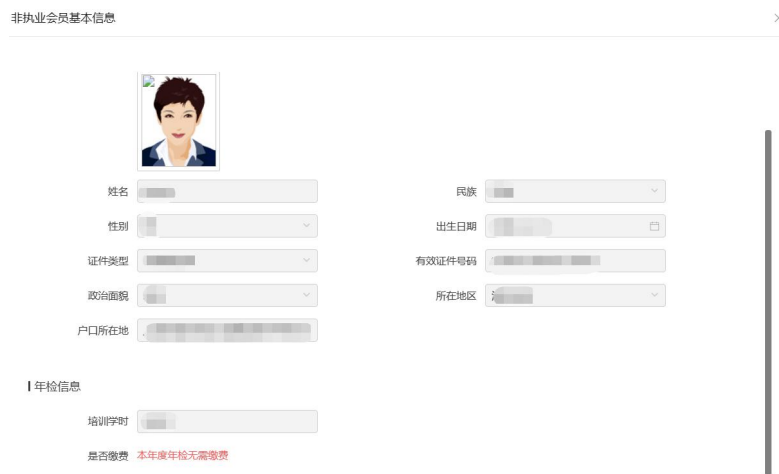 非执业会员基本信息
姓名
民族
性别
出生日期
证件类型
有效证件号码
政治面貌
所在地区
户口所在地
年检信息
培训学时
是否缴费 本年度年检无需缴费